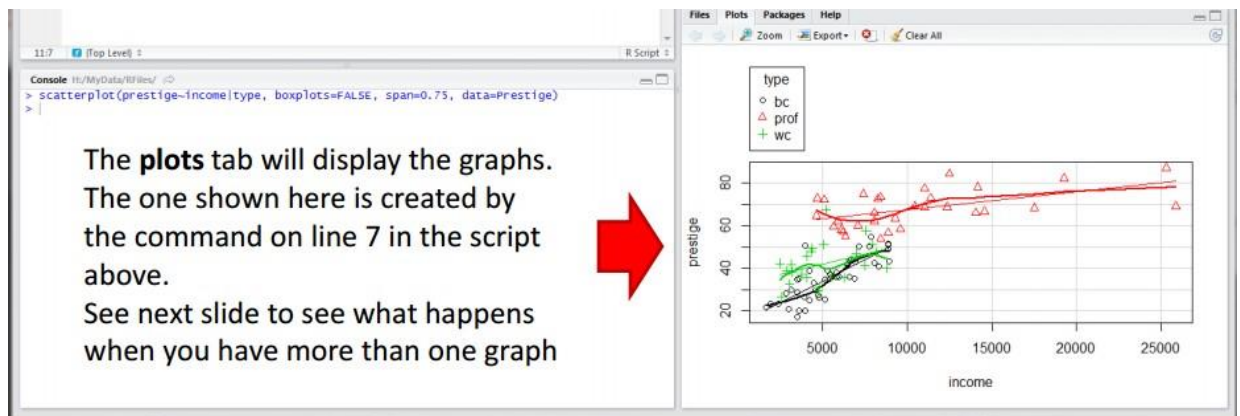 Files Plots Packages Help
Zoom Export Clear All
11:7 (Top Level) R Script
Console H:/MyData/RFiles/
> scatterplot(prestige~income|type, boxplots=FALSE, span=0.75, data=Prestige)
>
The plots tab will display the graphs.
The one shown here is created by
the command on line 7 in the script
above.
See next slide to see what happens
when you have more than one graph
type
bc
prof
wc
prestige
80
60
40
20
5000 10000 15000 20000 25000
income